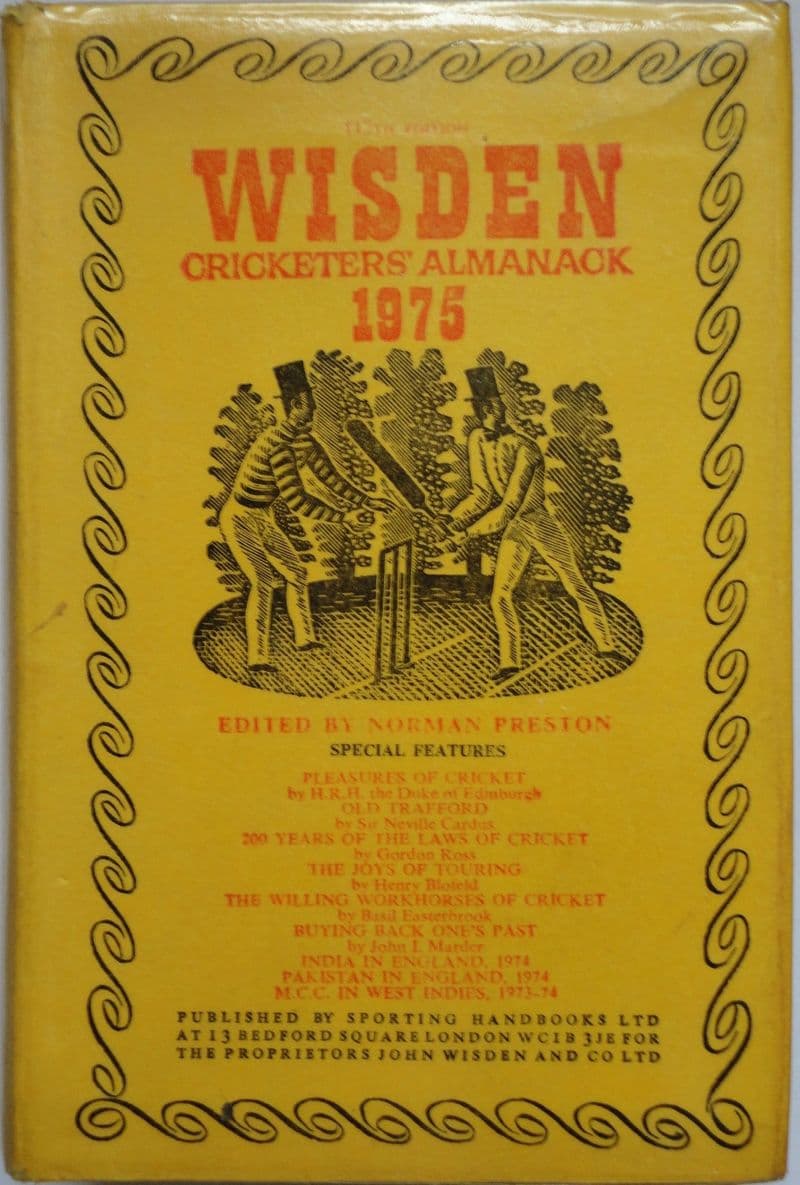 112TH EDITION
WISDEN
CRICKETERS' ALMANACK
1975
EDITED BY NORMAN PRESTON
SPECIAL FEATURES
PLEASURES OF CRICKET
by H.R.H. the Duke of Edinburgh
OLD TRAFFORD
by Sir Neville Cardus
200 YEARS OF THE LAWS OF CRICKET
by Gordon Ross
THE JOYS OF TOURING
by Henry Blofeld
THE WILLING WORKHORSES OF CRICKET
by Basil Easterbrook
BUYING BACK ONE'S PAST
by John I. Marder
INDIA IN ENGLAND, 1974
PAKISTAN IN ENGLAND, 1974
M.C.C. IN WEST INDIES, 1973-74
PUBLISHED BY SPORTING HANDBOOKS LTD
AT 13 BEDFORD SQUARE LONDON WC1B 3JE FOR
THE PROPRIETORS JOHN WISDEN AND CO LTD